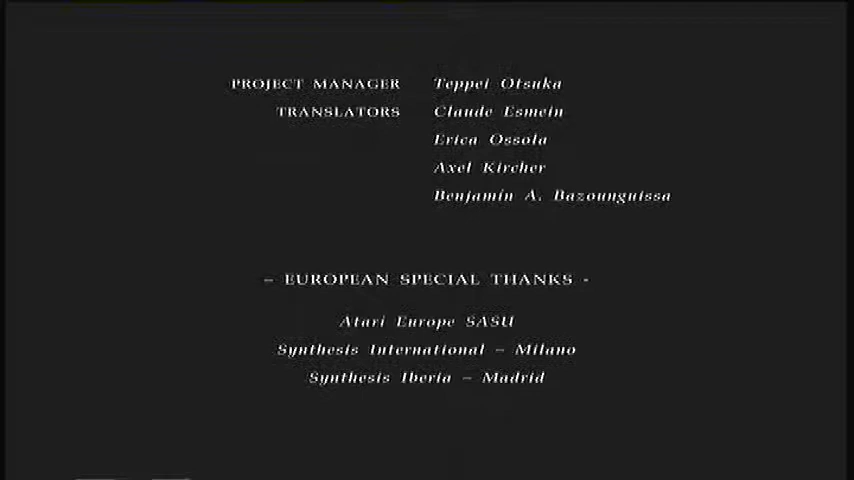 PROJECT MANAGER Teppei Otsuka
TRANSLATORS Claude Esmein
Erica Ossola
Axel Kircher
Benjamin A. Bazounguissa
– EUROPEAN SPECIAL THANKS -
Atari Europe SASU
Synthesis International – Milano
Synthesis Iberia – Madrid